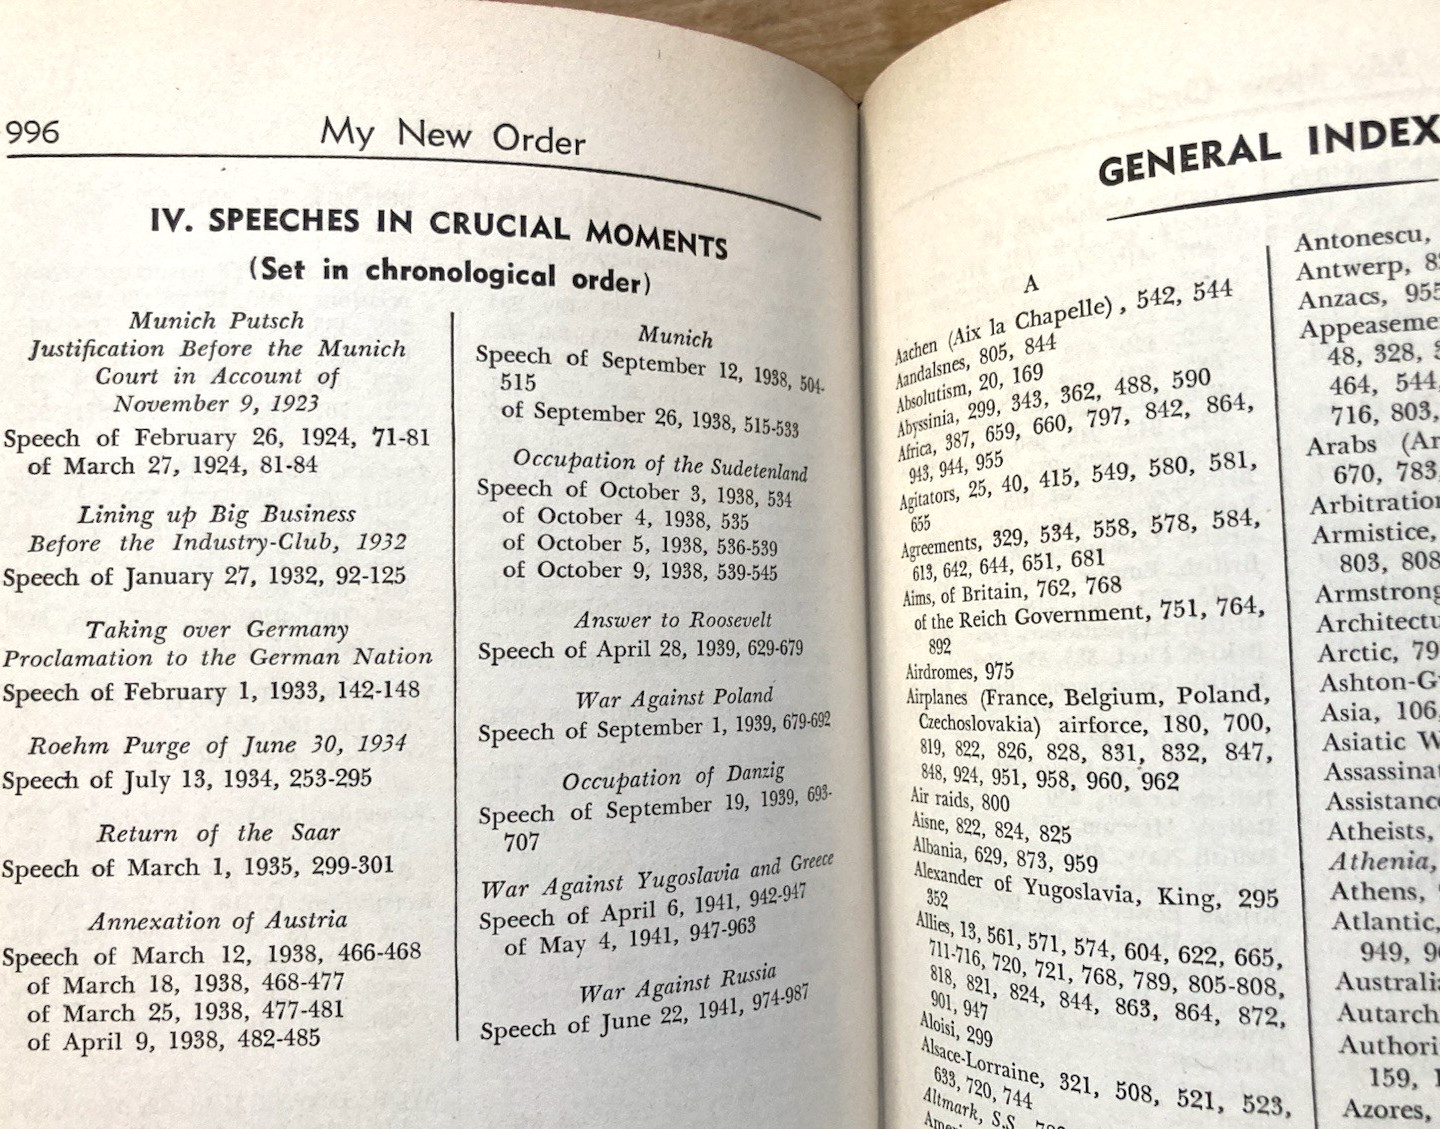 996
My New Order
IV. SPEECHES IN CRUCIAL MOMENTS
(Set in chronological order)
Munich Putsch
Justification Before the Munich
Court in Account of
November 9, 1923
Speech of February 26, 1924, 71-81
of March 27, 1924, 81-84
Lining up Big Business
Before the Industry-Club, 1932
Speech of January 27, 1932, 92-125
Taking over Germany
Proclamation to the German Nation
Speech of February 1, 1933, 142-148
Roehm Purge of June 30, 1934
Speech of July 13, 1934, 253-295
Return of the Saar
Speech of March 1, 1935, 299-301
Annexation of Austria
Speech of March 12, 1938, 466-468
of March 18, 1938, 468-477
of March 25, 1938, 477-481
of April 9, 1938, 482-485
Munich
Speech of September 12, 1938, 504-
515
of September 26, 1938, 515-533
Occupation of the Sudetenland
Speech of October 3, 1938, 534
of October 4, 1938, 535
of October 5, 1938, 536-539
of October 9, 1938, 539-545
Answer to Roosevelt
Speech of April 28, 1939, 629-679
War Against Poland
Speech of September 1, 1939, 679-692
Occupation of Danzig
Speech of September 19, 1939, 693-
707
War Against Yugoslavia and Greece
Speech of April 6, 1941, 942-947
of May 4, 1941, 947-963
War Against Russia
Speech of June 22, 1941, 974-987
GENERAL INDEX
A
Aachen (Aix la Chapelle), 542, 544
Aandalsnes, 805, 844
Absolutism, 20, 169
Abyssinia, 299, 343, 362, 488, 590
Africa, 387, 659, 660, 797, 842, 864,
943, 944, 955
Agitators, 25, 40, 415, 549, 580, 581,
655
Agreements, 329, 534, 558, 578, 584,
613, 642, 644, 651, 681
Aims, of Britain, 762, 768
of the Reich Government, 751, 764,
892
Airdromes, 975
Airplanes (France, Belgium, Poland,
Czechoslovakia) airforce, 180, 700,
819, 822, 826, 828, 831, 832, 847,
848, 924, 951, 958, 960, 962
Air raids, 800
Aisne, 822, 824, 825
Albania, 629, 873, 959
Alexander of Yugoslavia, King, 295
352
Allies, 13, 561, 571, 574, 604, 622, 665,
711-716, 720, 721, 768, 789, 805-808,
818, 821, 824, 844, 863, 864, 872,
901, 947
Aloisi, 299
Alsace-Lorraine, 321, 508, 521, 523,
633, 720, 744
Altmark, S.S.
Antonescu,
Antwerp,
Anzacs, 955
Appeaseme
48, 328,
464, 544,
716, 803,
Arabs (Ar
670, 783,
Arbitration
Armistice,
803, 808
Armstrong
Architectu
Arctic, 79
Ashton-G
Asia, 106,
Asiatic W
Assassinat
Assistance
Atheists,
Athenia,
Athens,
Atlantic,
949,
Australia
Autarch
Authori
159, 1
Azores,